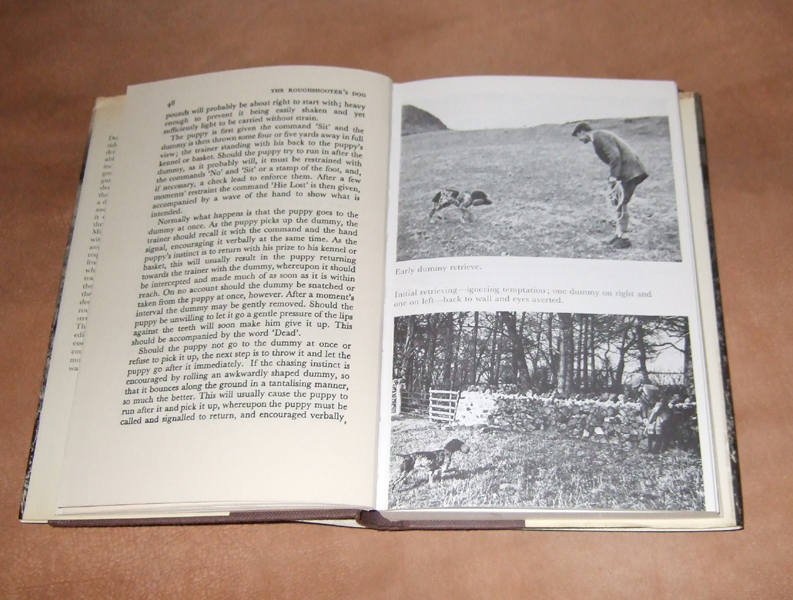 48
THE ROUGHSHOOTER'S DOG
pounds will probably be about right to start with; heavy
enough to prevent it being easily shaken and yet
sufficiently light to be carried without strain.
The puppy is first given the command 'Sit' and the
dummy is then thrown some four or five yards away in full
view; the trainer standing with his back to the puppy's
kennel or basket. Should the puppy try to run in after the
dummy, as it probably will, it must be restrained with
the commands 'No' and 'Sit' or a stamp of the foot, and,
if necessary, a check lead to enforce them. After a few
moments' restraint the command 'Hie Lost' is then given,
accompanied by a wave of the hand to show what is
intended.
Normally what happens is that the puppy goes to the
dummy at once. As the puppy picks up the dummy, the
trainer should recall it with the command and the hand
signal, encouraging it verbally at the same time. As the
puppy's instinct is to return with his prize to his kennel or
basket, this will usually result in the puppy returning
towards the trainer with the dummy, whereupon it should
be intercepted and made much of as soon as it is within
reach. On no account should the dummy be snatched or
taken from the puppy at once, however. After a moment's
interval the dummy may be gently removed. Should the
puppy be unwilling to let it go a gentle pressure of the lips
against the teeth will soon make him give it up. This
should be accompanied by the word 'Dead'.
Should the puppy not go to the dummy at once or
refuse to pick it up, the next step is to throw it and let the
puppy go after it immediately. If the chasing instinct is
encouraged by rolling an awkwardly shaped dummy, so
that it bounces along the ground in a tantalising manner,
so much the better. This will usually cause the puppy to
run after it and pick it up, whereupon the puppy must be
called and signalled to return, and encouraged verbally,
Early dummy retrieve.
Initial retrieving—ignoring temptation; one dummy on right and
one on left—back to wall and eyes averted.